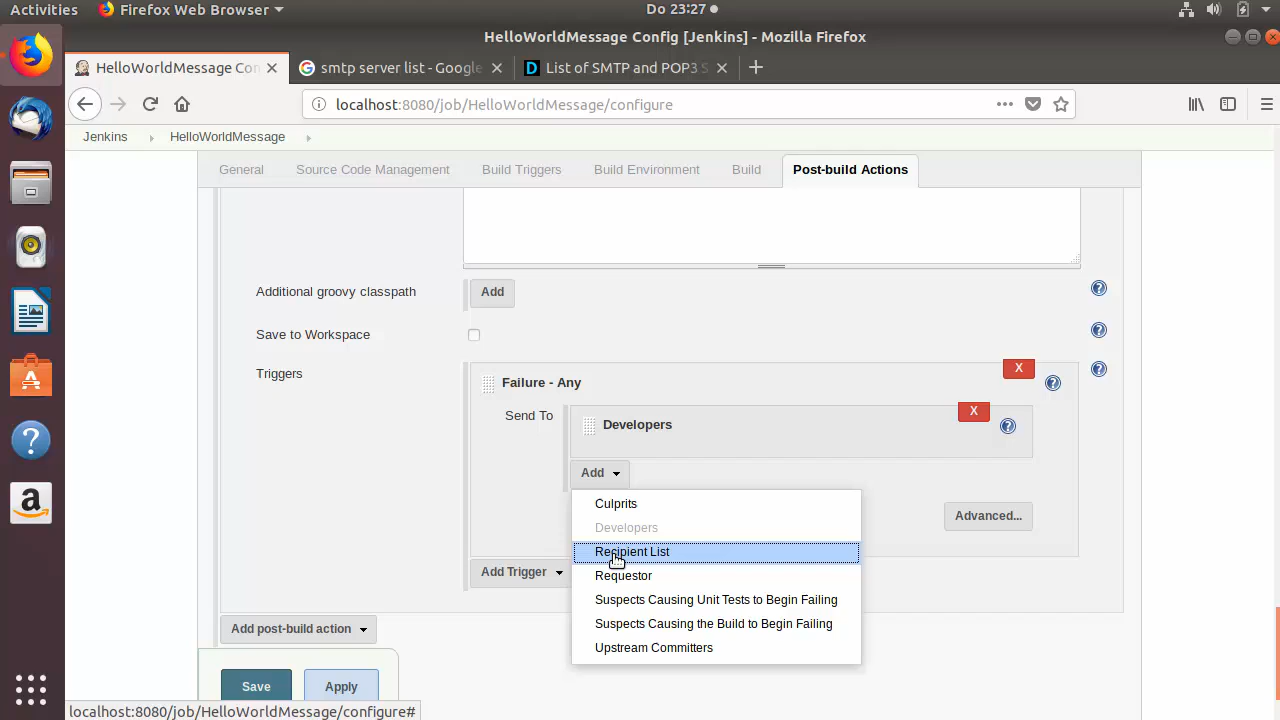 Activities
Firefox Web Browser
Do 23:27
HelloWorldMessage Config [Jenkins] - Mozilla Firefox
HelloWorldMessage Con
smtp server list - Google
List of SMTP and POP3 S
localhost:8080/job/HelloWorldMessage/configure
Jenkins
HelloWorldMessage
General
Source Code Management
Build Triggers
Build Environment
Build
Post-build Actions
Additional groovy classpath
Add
Save to Workspace
Triggers
X
Failure - Any
Send To
X
Developers
Add
Culprits
Developers
Advanced...
Recipient List
Add Trigger
Requestor
Suspects Causing Unit Tests to Begin Failing
Add post-build action
Suspects Causing the Build to Begin Failing
Upstream Committers
Save
Apply
localhost:8080/job/HelloWorldMessage/configure#